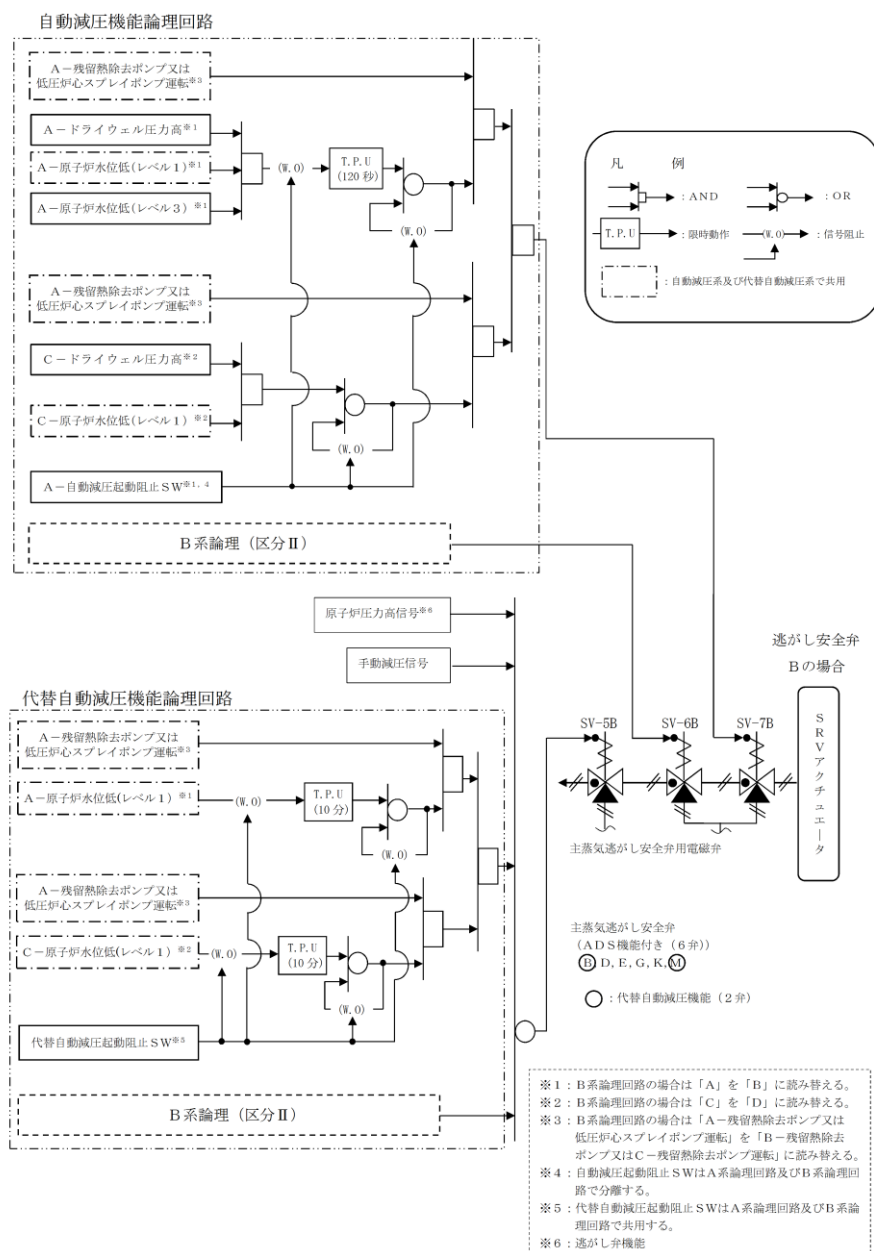 自動減圧機能論理回路
A－残留熱除去ポンプ又は
低圧炉心スプレイポンプ運転※3
A－ドライウェル圧力高※1
A－原子炉水位低(レベル１)※1
A－原子炉水位低(レベル３)※1
(W.O)
T.P.U
(120秒)
(W.O)
A－残留熱除去ポンプ又は
低圧炉心スプレイポンプ運転※3
C－ドライウェル圧力高※2
C－原子炉水位低(レベル１)※2
(W.O)
A－自動減圧起動阻止SW※1,4
B系論理（区分Ⅱ）
凡　例
：AND
：OR
T.P.U
：限時動作
(W.O)
：信号阻止
：自動減圧系及び代替自動減圧系で共用
原子炉圧力高信号※6
手動減圧信号
代替自動減圧機能論理回路
A－残留熱除去ポンプ又は
低圧炉心スプレイポンプ運転※3
A－原子炉水位低(レベル１)※1
(W.O)
T.P.U
(10分)
(W.O)
A－残留熱除去ポンプ又は
低圧炉心スプレイポンプ運転※3
C－原子炉水位低(レベル１)※2
(W.O)
T.P.U
(10分)
(W.O)
代替自動減圧起動阻止SW※5
B系論理（区分Ⅱ）
逃がし安全弁
Bの場合
SV-5B
SV-6B
SV-7B
SRVアクチュエータ
主蒸気逃がし安全弁用電磁弁
主蒸気逃がし安全弁
（ADS機能付き（６弁））
B, D, E, G, K, M
：代替自動減圧機能（２弁）
※１：B系論理回路の場合は「A」を「B」に読み替える。
※２：B系論理回路の場合は「C」を「D」に読み替える。
※３：B系論理回路の場合は「A－残留熱除去ポンプ又は
低圧炉心スプレイポンプ運転」を「B－残留熱除去
ポンプ又はC－残留熱除去ポンプ運転」に読み替える。
※４：自動減圧起動阻止SWはA系論理回路及びB系論理回
路で分離する。
※５：代替自動減圧起動阻止SWはA系論理回路及びB系論
理回路で共用する。
※６：逃がし弁機能